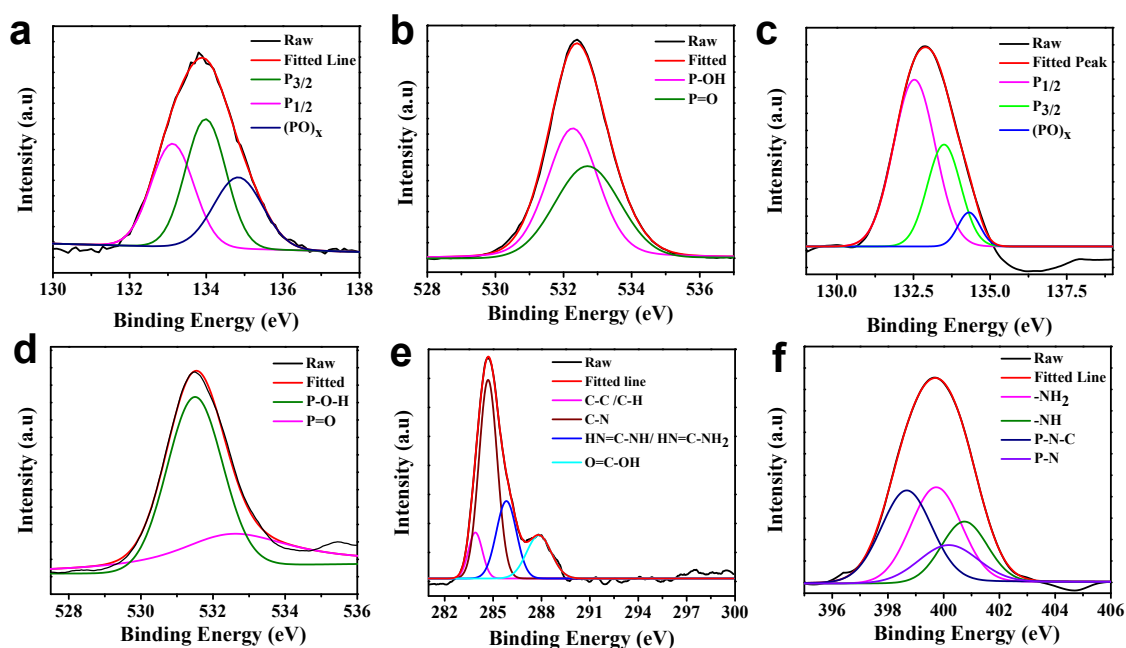 a
Raw
Fitted Line
P3/2
P1/2
(PO)x
Intensity (a.u)
130 132 134 136 138
Binding Energy (eV)
b
Raw
Fitted
P-OH
P=O
Intensity (a.u)
528 530 532 534 536
Binding Energy (eV)
c
Raw
Fitted Peak
P1/2
P3/2
(PO)x
Intensity (a.u)
130.0 132.5 135.0 137.5
Binding Energy (eV)
d
Raw
Fitted
P-O-H
P=O
Intensity (a.u)
528 530 532 534 536
Binding Energy (eV)
e
Raw
Fitted line
C-C /C-H
C-N
HN=C-NH/ HN=C-NH2
O=C-OH
Intensity (a.u)
282 285 288 291 294 297 300
Binding Energy (eV)
f
Raw
Fitted Line
-NH2
-NH
P-N-C
P-N
Intensity (a.u)
396 398 400 402 404 406
Binding Energy (eV)